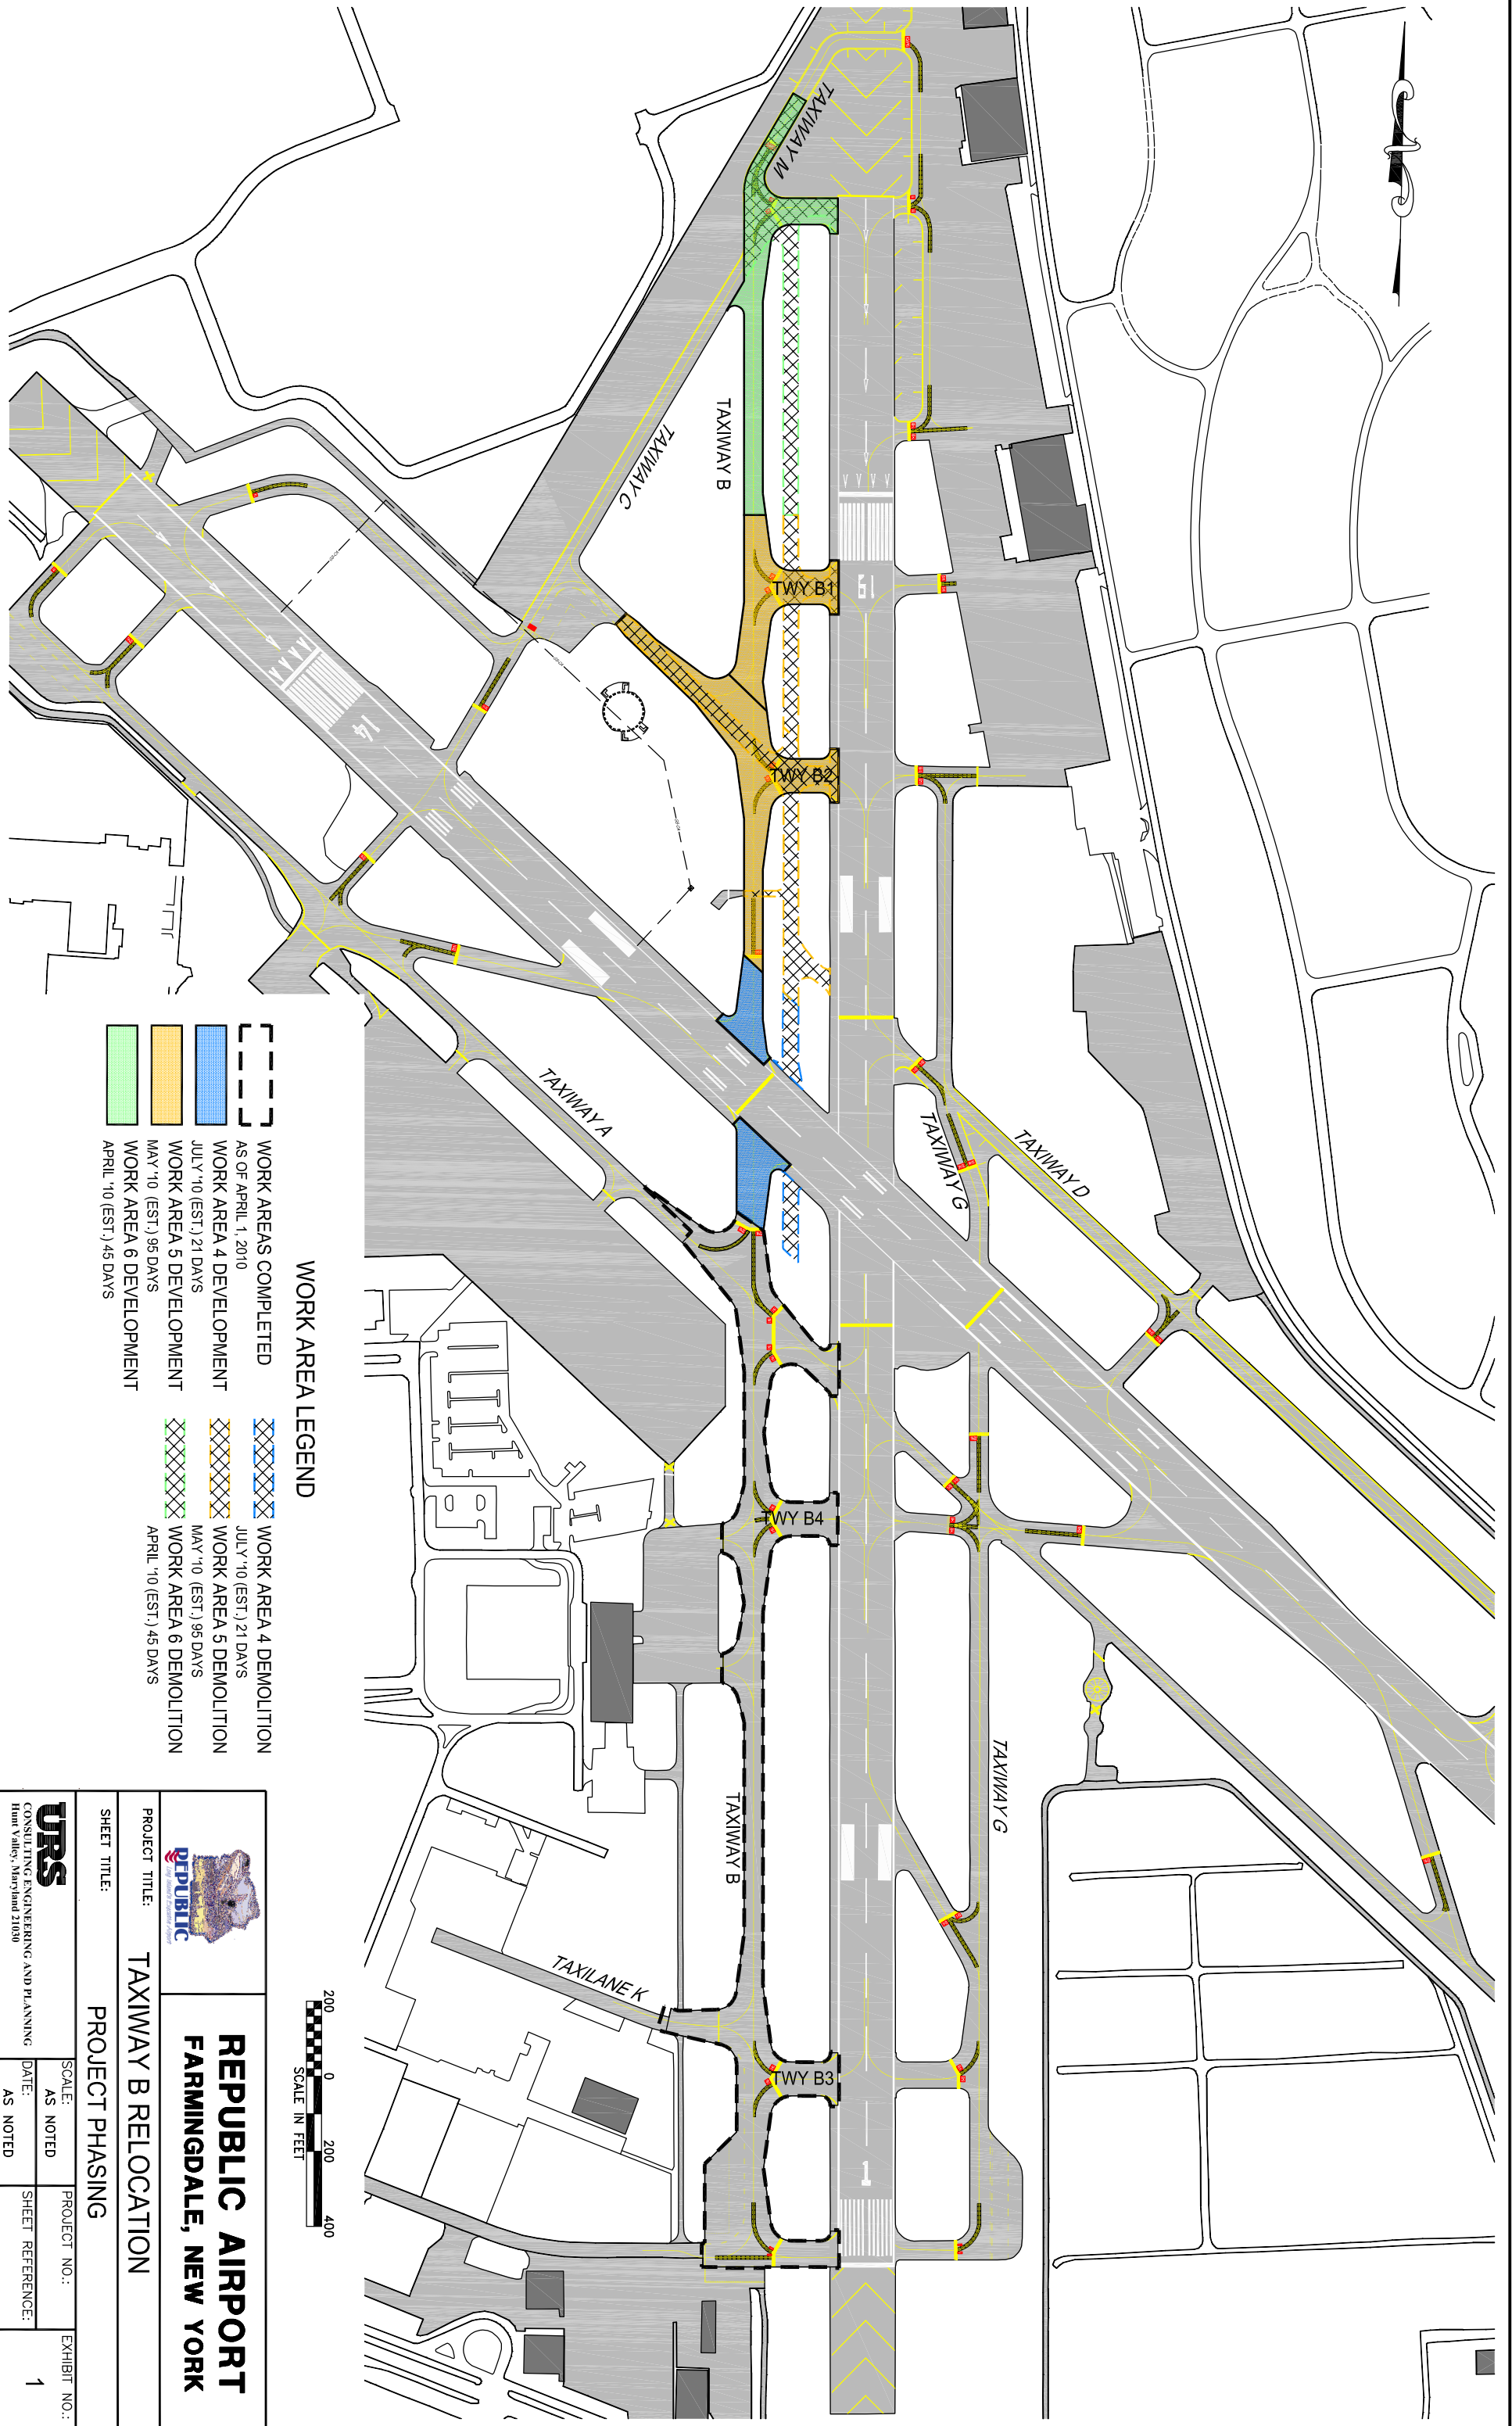 TAXIWAY M
TAXIWAY B
TAXIWAY C
TWY B1
19
TWY B2
14
TAXIWAY A
TAXIWAY G
TAXIWAY D
TWY B4
TAXIWAY G
TAXIWAY B
TAXILANE K
TWY B3
1
WORK AREA LEGEND
WORK AREAS COMPLETED
AS OF APRIL 1, 2010
WORK AREA 4 DEVELOPMENT
JULY '10 (EST.) 21 DAYS
WORK AREA 5 DEVELOPMENT
MAY '10 (EST.) 95 DAYS
WORK AREA 6 DEVELOPMENT
APRIL '10 (EST.) 45 DAYS
WORK AREA 4 DEMOLITION
JULY '10 (EST.) 21 DAYS
WORK AREA 5 DEMOLITION
MAY '10 (EST.) 95 DAYS
WORK AREA 6 DEMOLITION
APRIL '10 (EST.) 45 DAYS
200 0 200 400
SCALE IN FEET
REPUBLIC
REPUBLIC AIRPORT
FARMINGDALE, NEW YORK
PROJECT TITLE:
TAXIWAY B RELOCATION
SHEET TITLE:
PROJECT PHASING
URS
CONSULTING ENGINEERING AND PLANNING
Hunt Valley, Maryland 21030
SCALE:
AS NOTED
DATE:
AS NOTED
PROJECT NO.:
SHEET REFERENCE:
EXHIBIT NO.:
1